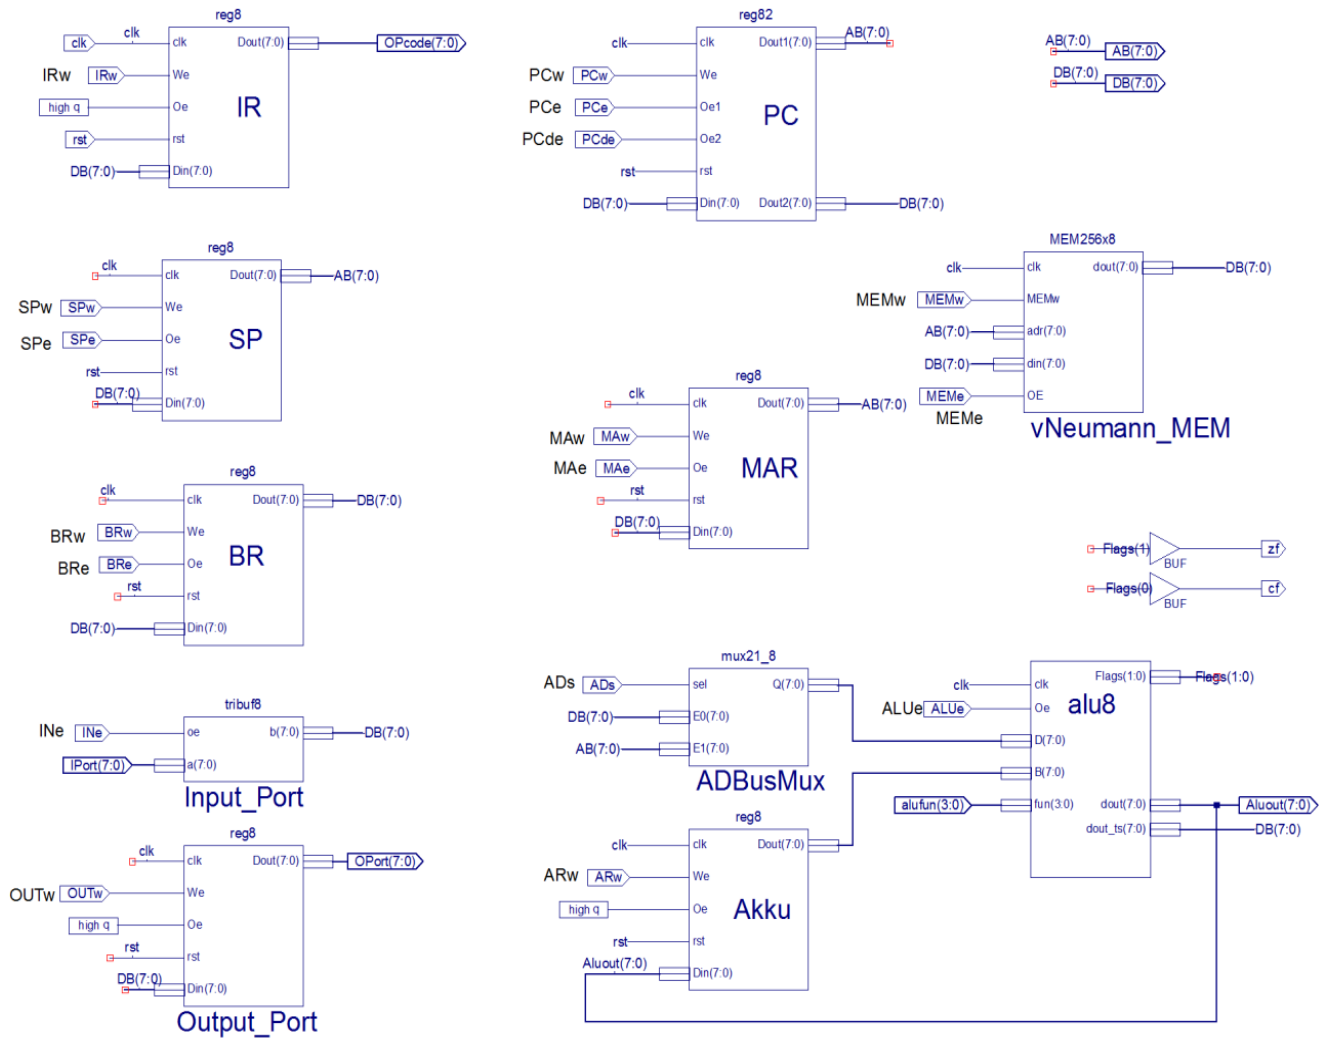 reg8
clk
clk
clk
Dout(7:0)
OPcode(7:0)
IRw
IRw
We
high q
Oe
IR
rst
rst
DB(7:0)
Din(7:0)
reg82
clk
clk
Dout1(7:0)
AB(7:0)
PCw
PCw
We
PCe
PCe
Oe1
PC
PCde
PCde
Oe2
rst
rst
DB(7:0)
Din(7:0)
Dout2(7:0)
DB(7:0)
AB(7:0)
AB(7:0)
DB(7:0)
DB(7:0)
reg8
clk
clk
Dout(7:0)
AB(7:0)
SPw
SPw
We
SPe
SPe
Oe
SP
rst
rst
DB(7:0)
Din(7:0)
MEM256x8
clk
clk
dout(7:0)
DB(7:0)
MEMw
MEMw
MEMw
AB(7:0)
adr(7:0)
DB(7:0)
din(7:0)
MEMe
OE
MEMe
vNeumann_MEM
reg8
clk
clk
Dout(7:0)
AB(7:0)
MAw
MAw
We
MAe
MAe
Oe
MAR
rst
rst
DB(7:0)
Din(7:0)
reg8
clk
clk
Dout(7:0)
DB(7:0)
BRw
BRw
We
BRe
BRe
Oe
BR
rst
rst
DB(7:0)
Din(7:0)
Flags(1)
BUF
zf
Flags(0)
BUF
cf
tribuf8
INe
INe
oe
b(7:0)
DB(7:0)
IPort(7:0)
a(7:0)
Input_Port
mux21_8
ADs
ADs
sel
Q(7:0)
DB(7:0)
E0(7:0)
AB(7:0)
E1(7:0)
ADBusMux
Flags(1:0)
Flags(1:0)
clk
clk
ALUe
ALUe
Oe
alu8
D(7:0)
B(7:0)
alufun(3:0)
fun(3:0)
dout(7:0)
Aluout(7:0)
dout_ts(7:0)
DB(7:0)
reg8
clk
clk
Dout(7:0)
OPort(7:0)
OUTw
OUTw
We
high q
Oe
rst
rst
DB(7:0)
Din(7:0)
Output_Port
reg8
clk
clk
Dout(7:0)
ARw
ARw
We
high q
Oe
Akku
rst
rst
Aluout(7:0)
Din(7:0)